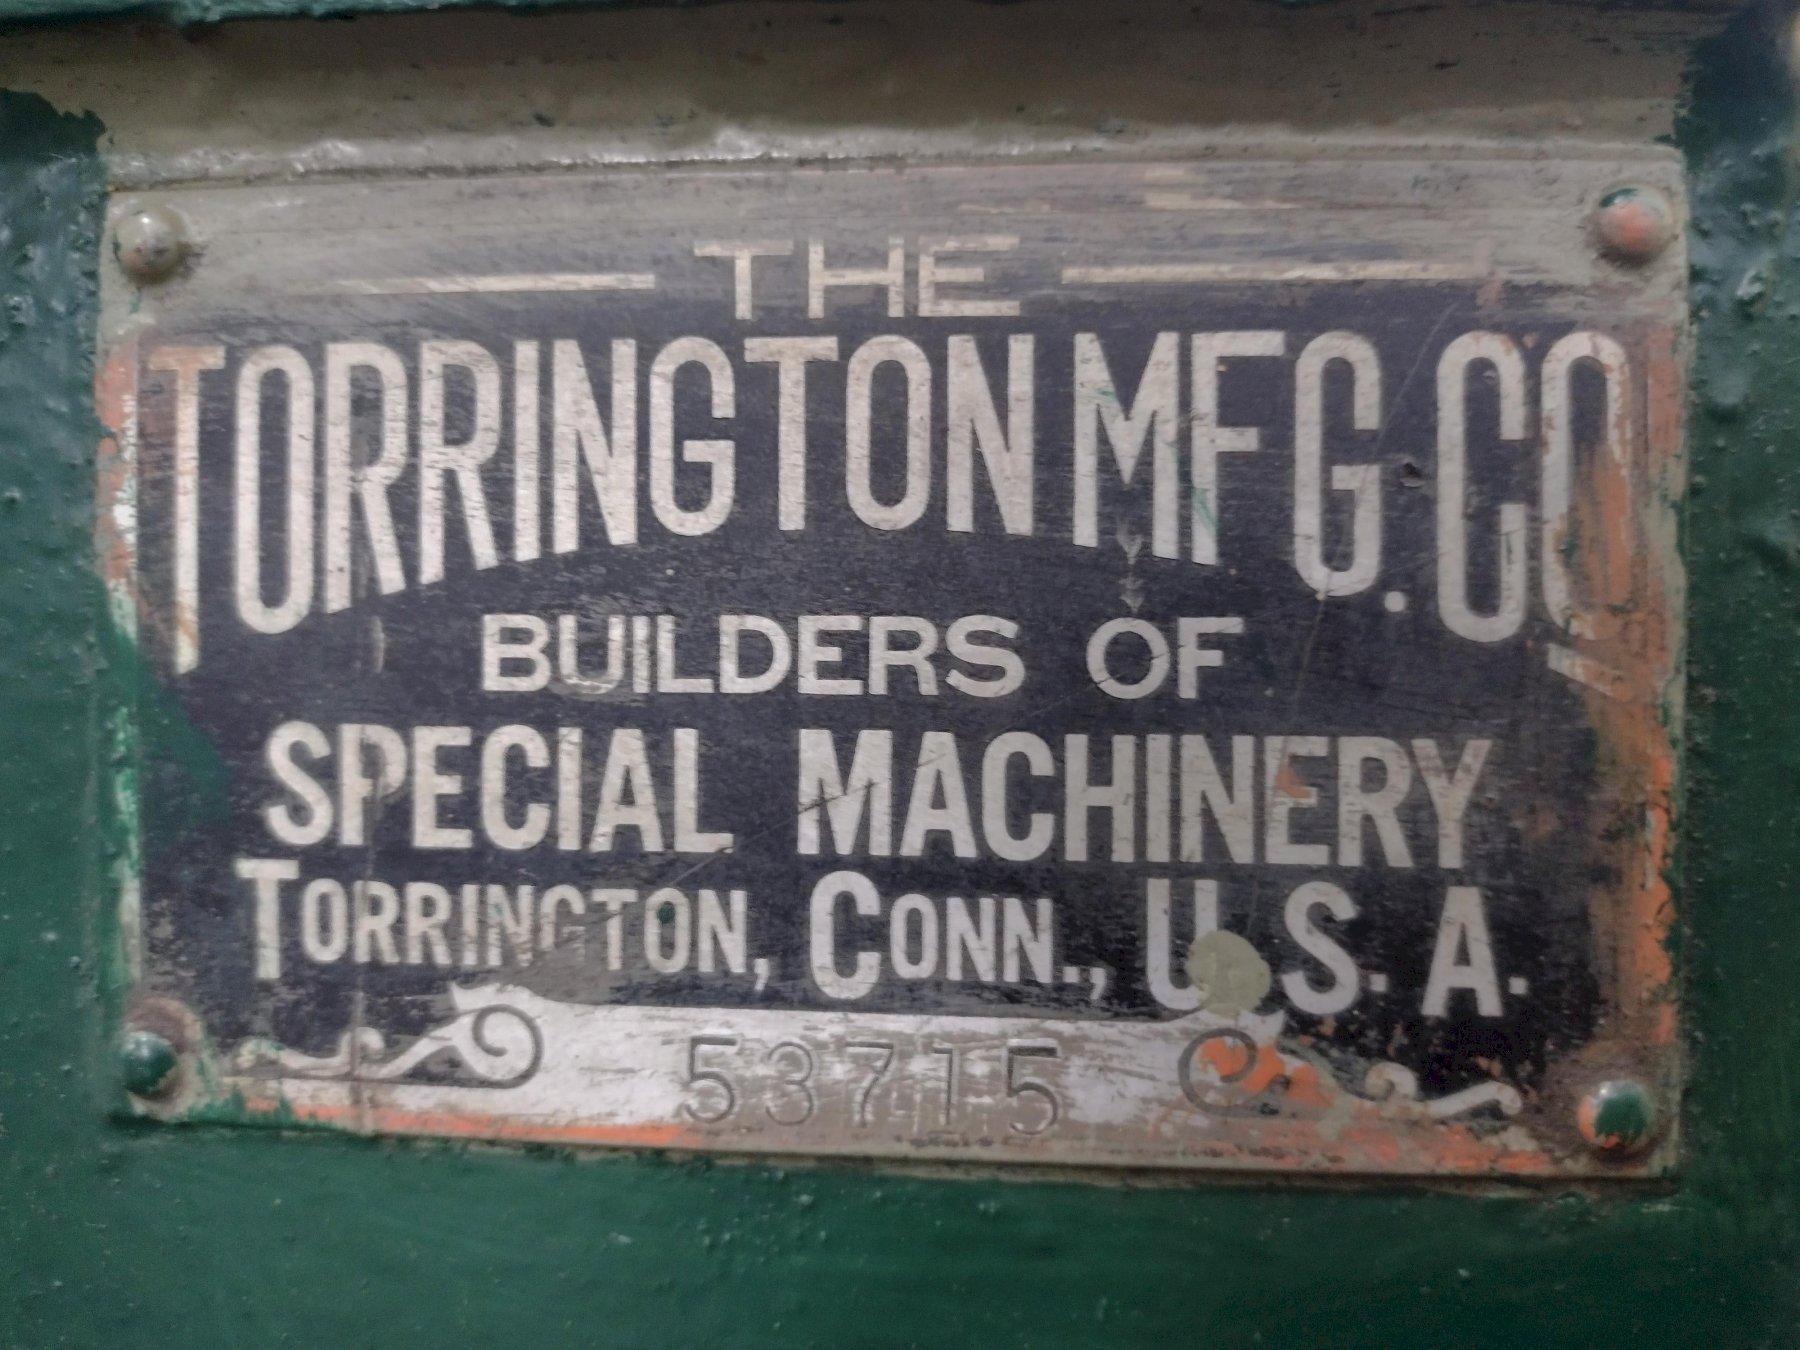 THE
TORRINGTON MFG. CO.
BUILDERS OF
SPECIAL MACHINERY
TORRINGTON, CONN., U.S.A.
53715